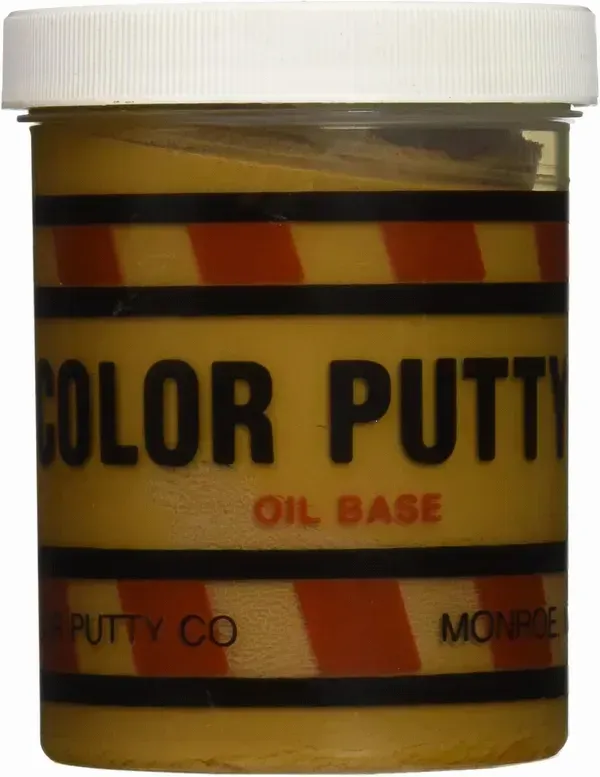 COLOR PUTTY
OIL BASE
PUTTY CO
MONROE,